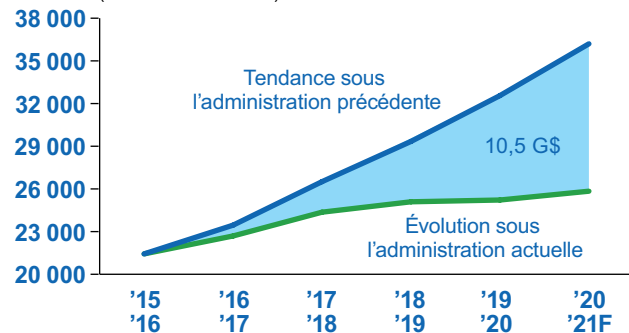 38 000
35 000
32 000
29 000
26 000
23 000
20 000
Tendance sous
l’administration précédente
10,5 G$
Évolution sous
l’administration actuelle
’15 ’16 ’17 ’18 ’19 ’20
’16 ’17 ’18 ’19 ’20 ’21F